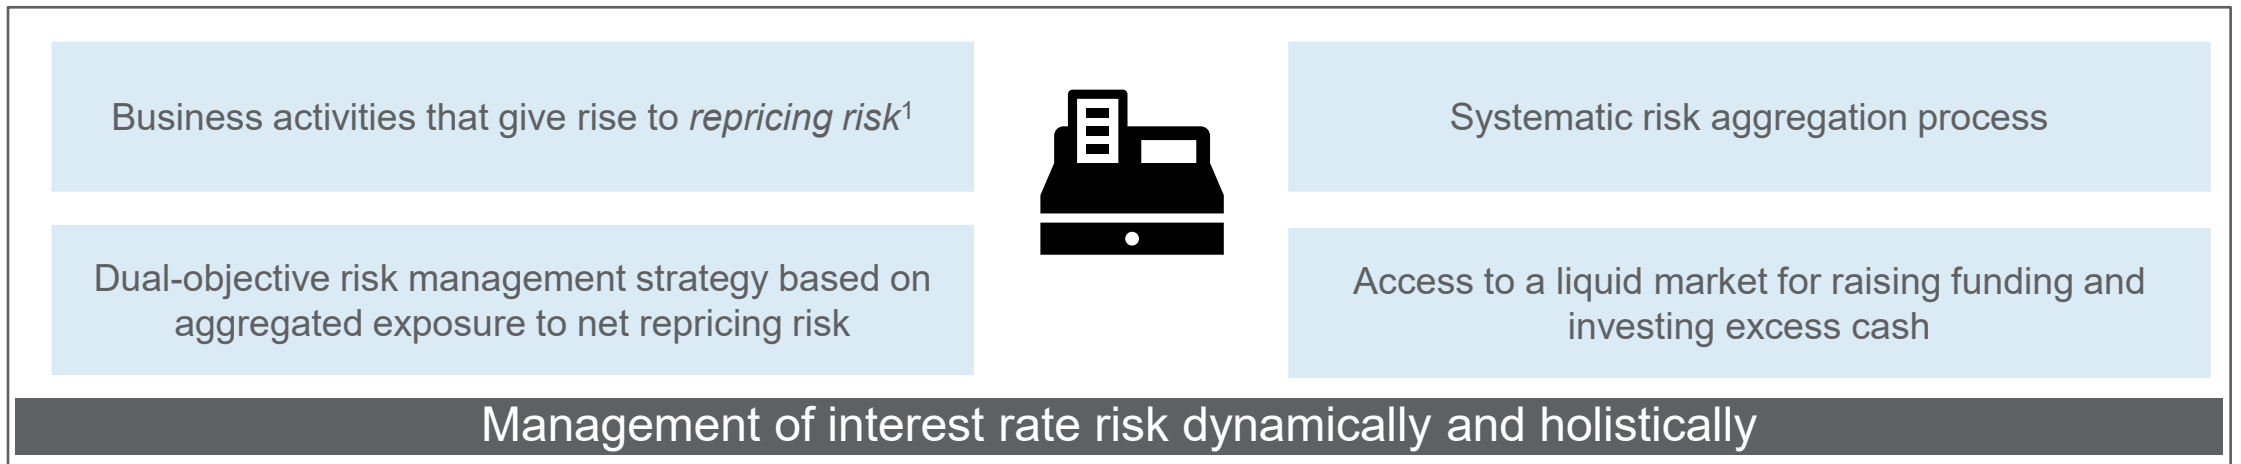 Business activities that give rise to repricing risk¹
Systematic risk aggregation process
Dual-objective risk management strategy based on
aggregated exposure to net repricing risk
Access to a liquid market for raising funding and
investing excess cash
Management of interest rate risk dynamically and holistically